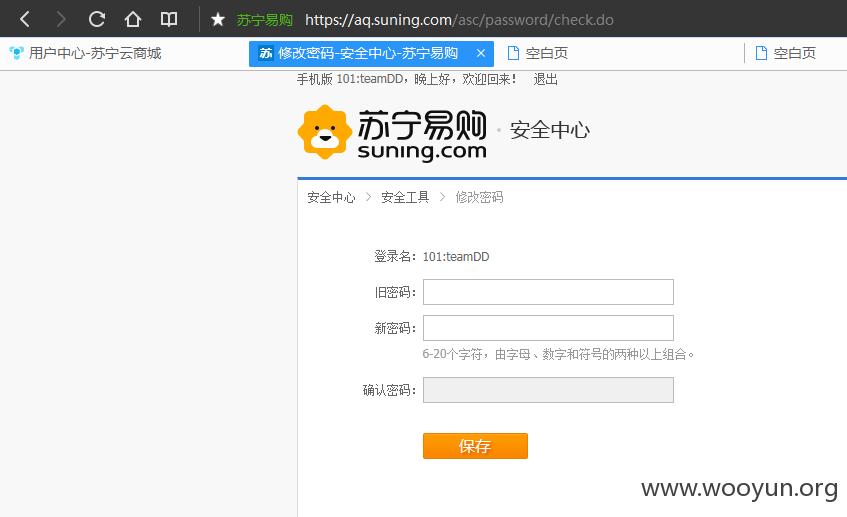 苏宁易购 https://aq.suning.com/asc/password/check.do
用户中心-苏宁云商城 苏 修改密码-安全中心-苏宁易购 × 空白页 空白页
手机版 101:teamDD，晚上好，欢迎回来！ 退出
苏宁易购 suning.com · 安全中心
安全中心 > 安全工具 > 修改密码
登录名：101:teamDD
旧密码：
新密码：
6-20个字符，由字母、数字和符号的两种以上组合。
确认密码：
保存
www.wooyun.org